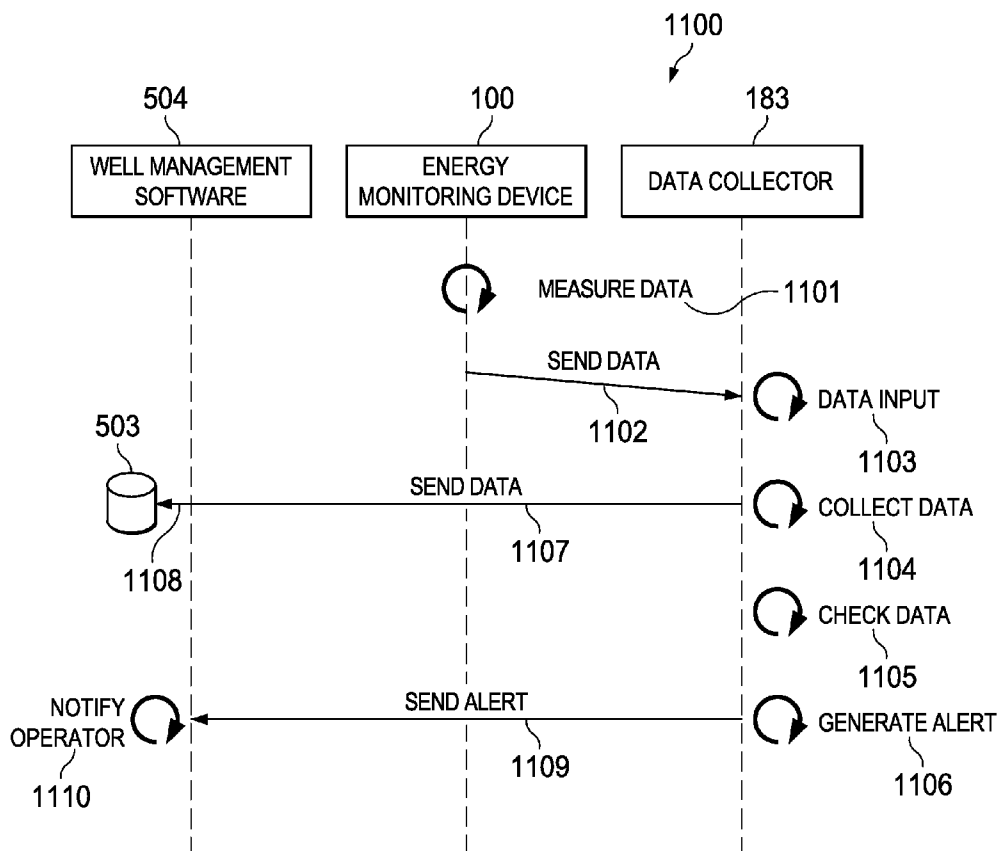 1100
504
100
183
WELL MANAGEMENT
SOFTWARE
ENERGY
MONITORING DEVICE
DATA COLLECTOR
MEASURE DATA
1101
SEND DATA
1102
DATA INPUT
1103
503
SEND DATA
1108
1107
COLLECT DATA
1104
CHECK DATA
1105
NOTIFY
OPERATOR
1110
SEND ALERT
1109
GENERATE ALERT
1106